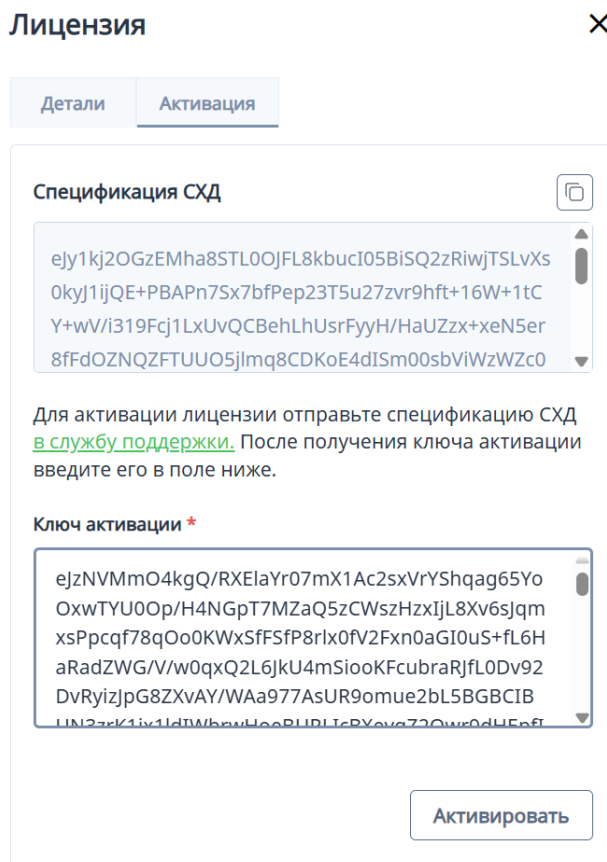 Лицензия
Детали
Активация
Спецификация СХД
eJy1kj2OGzEMha8STL0OJFL8kbucI05BiSQ2zRiwjTSLvXs
0kyJ1ijQE+PBAPn7Sx7bfPep23T5u27zvr9hft+16W+1tC
Y+wV/i319Fcj1LxUvQCBehLhUsrFyyH/HaUZzx+xeN5er
8fFdOZNQZFTUUO5jlmq8CDKoE4dISm00sbViWzWZc0
Для активации лицензии отправьте спецификацию СХД
в службу поддержки. После получения ключа активации
введите его в поле ниже.
Ключ активации *
eJzNVMmO4kgQ/RXElaYr07mX1Ac2sxVrYShqag65Yo
OxwTYU0Op/H4NGpT7MZaQ5zCWszHzxIjL8Xv6sJqm
xsPpcqf78qOo0KWxSfFSfP8rlx0fV2Fxn0aGI0uS+fL6H
aRadZWG/V/w0qxQ2L6JkU4mSiooKFcubraRJfL0Dv92
DvRyizJpG8ZXvAY/WAa977AsUR9omue2bL5BGBCIB
Активировать